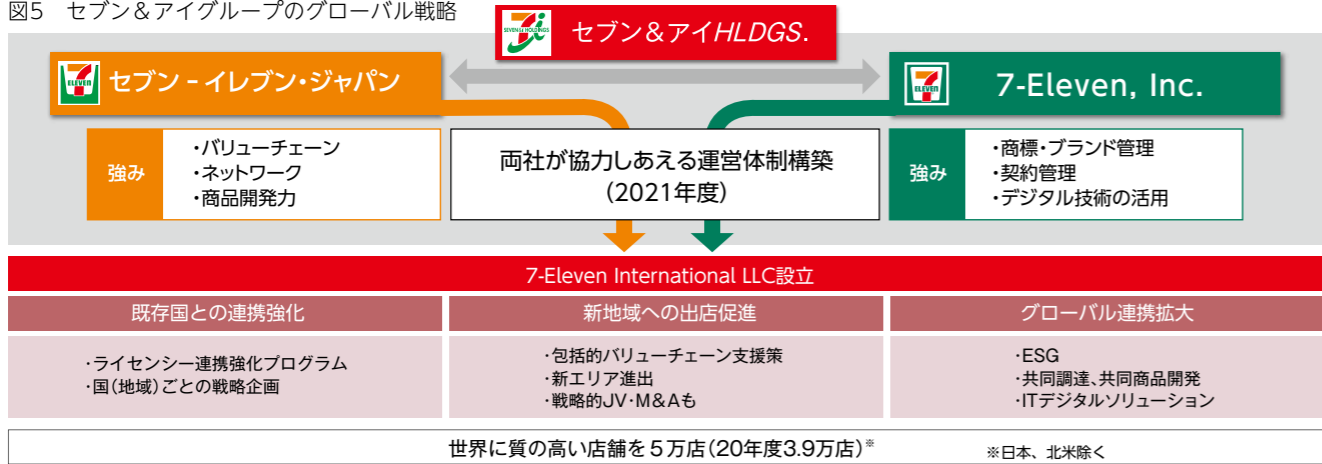 図5 セブン&アイグループのグローバル戦略
SEVEN&i HOLDINGS
セブン&アイHLDGS.
ELEVEN
セブン-イレブン・ジャパン
ELEVEN
7-Eleven, Inc.
強み
・バリューチェーン
・ネットワーク
・商品開発力
両社が協力しあえる運営体制構築
(2021年度)
強み
・商標・ブランド管理
・契約管理
・デジタル技術の活用
7-Eleven International LLC設立
既存国との連携強化
・ライセンシー連携強化プログラム
・国(地域)ごとの戦略企画
新地域への出店促進
・包括的バリューチェーン支援策
・新エリア進出
・戦略的JV・M&Aも
グローバル連携拡大
・ESG
・共同調達、共同商品開発
・ITデジタルソリューション
世界に質の高い店舗を5万店(20年度3.9万店)※
※日本、北米除く